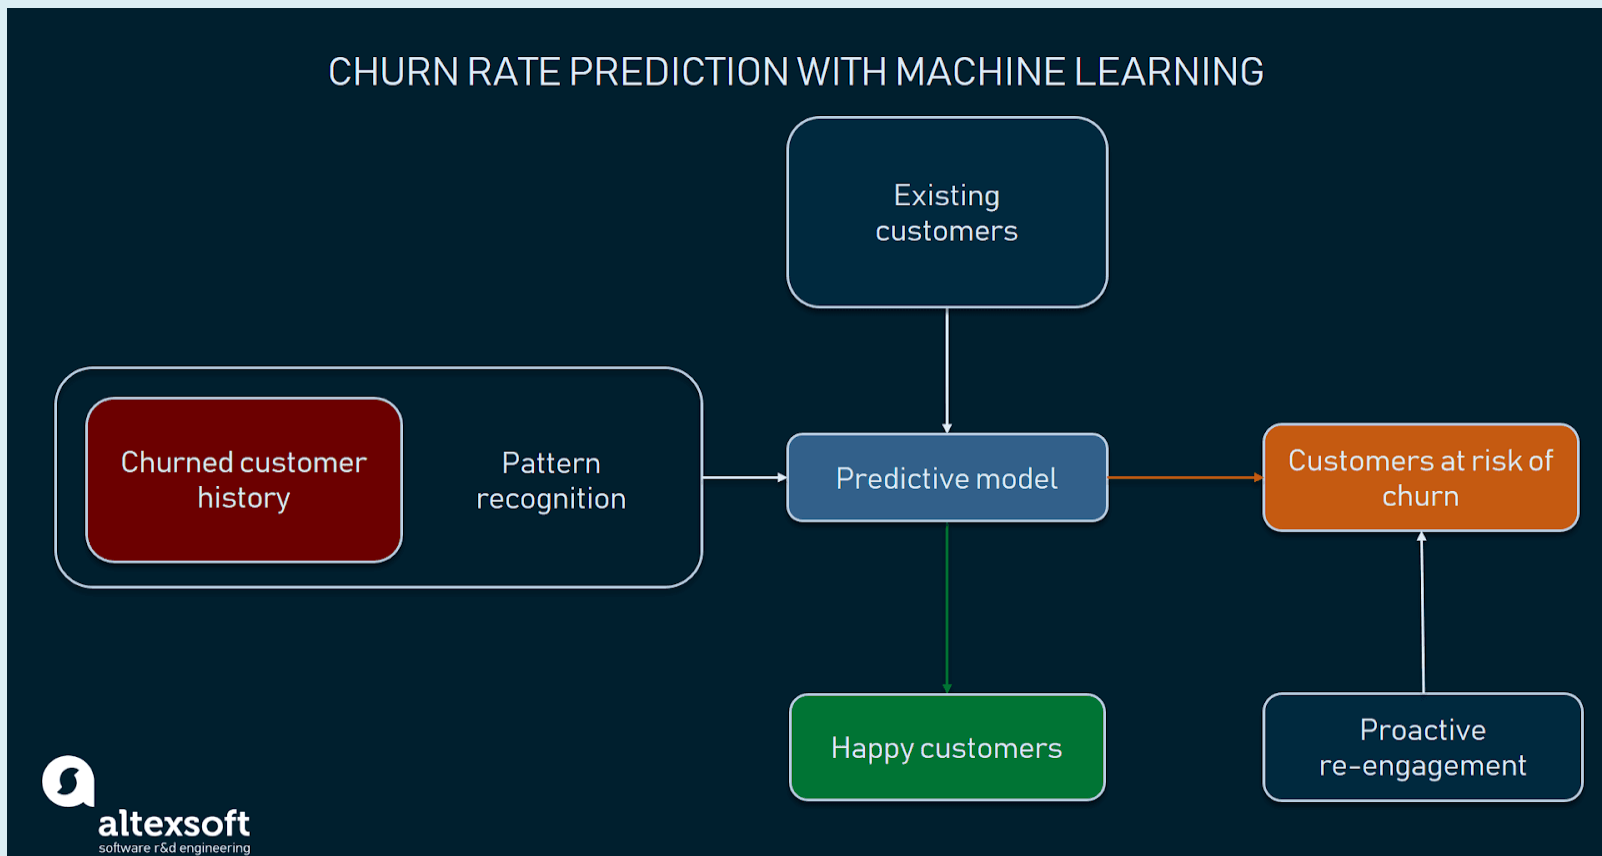 CHURN RATE PREDICTION WITH MACHINE LEARNING
Existing
customers
Churned customer
history
Pattern
recognition
Predictive model
Customers at risk of
churn
Happy customers
Proactive
re-engagement
altexsoft
software r&d engineering